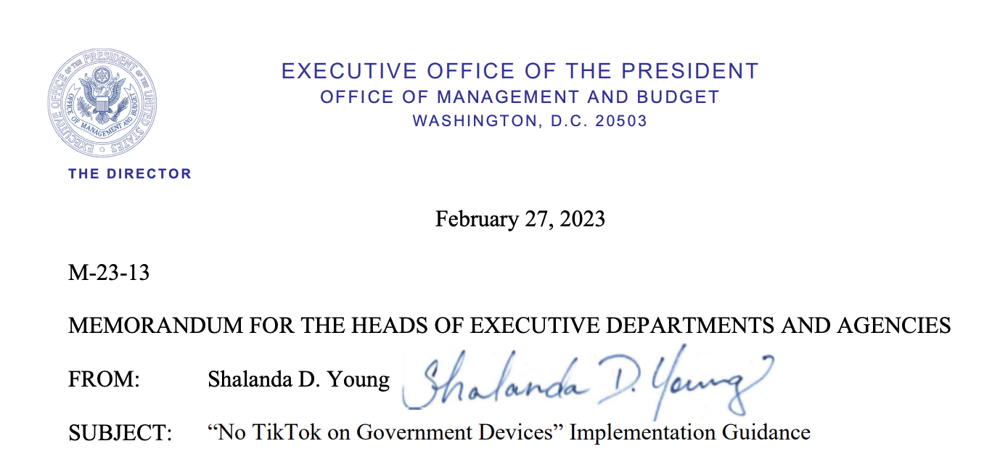 EXECUTIVE OFFICE OF THE PRESIDENT OF THE UNITED STATES
OFFICE OF MANAGEMENT AND BUDGET
EXECUTIVE OFFICE OF THE PRESIDENT
OFFICE OF MANAGEMENT AND BUDGET
WASHINGTON, D.C. 20503
THE DIRECTOR
February 27, 2023
M-23-13
MEMORANDUM FOR THE HEADS OF EXECUTIVE DEPARTMENTS AND AGENCIES
FROM: Shalanda D. Young Shalanda D. Young
SUBJECT: “No TikTok on Government Devices” Implementation Guidance